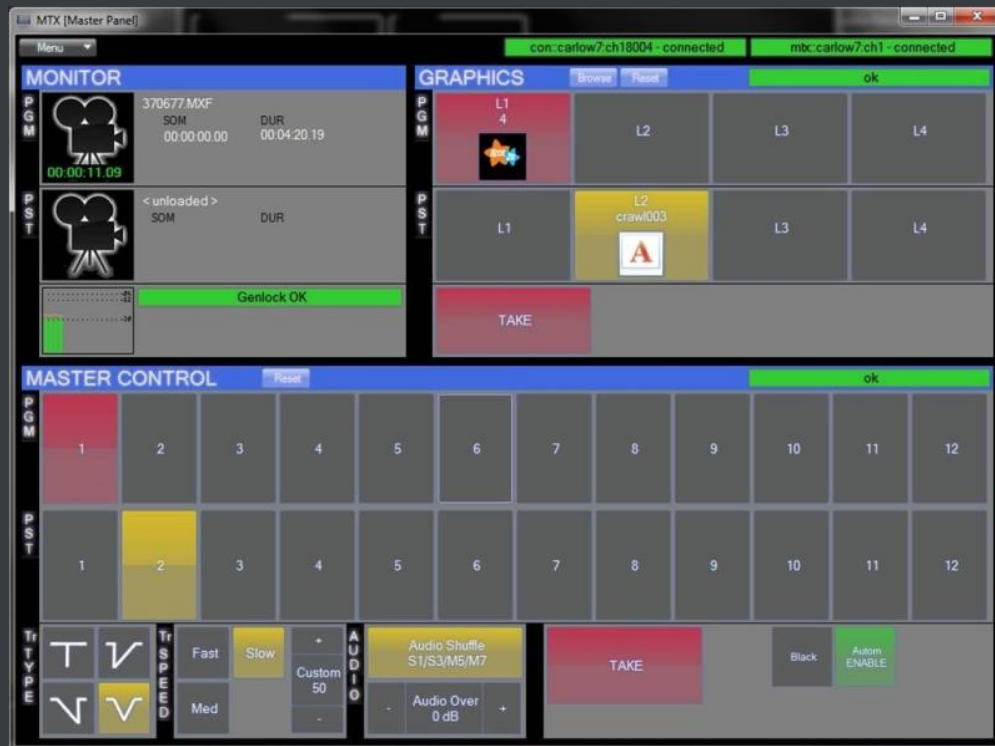 MTX [Master Panel]
Menu
con::carlow7:ch18004 - connected
mtx::carlow7:ch1 - connected
MONITOR
PGM
370677.MXF
SOM DUR
00:00:00.00 00:04:20.19
00:00:11.09
PST
< unloaded >
SOM DUR
Genlock OK
GRAPHICS
Browse
Reset
ok
PGM
L1
4
L2
L3
L4
PST
L1
L2
crawl003
A
L3
L4
TAKE
MASTER CONTROL
Reset
ok
PGM
1 2 3 4 5 6 7 8 9 10 11 12
PST
1 2 3 4 5 6 7 8 9 10 11 12
Tr TYPE
Tr SPEED
Fast
Slow
Med
+
Custom
50
-
AUDIO
Audio Shuffle
S1/S3/M5/M7
-
Audio Over
0 dB
+
TAKE
Black
Autom
ENABLE